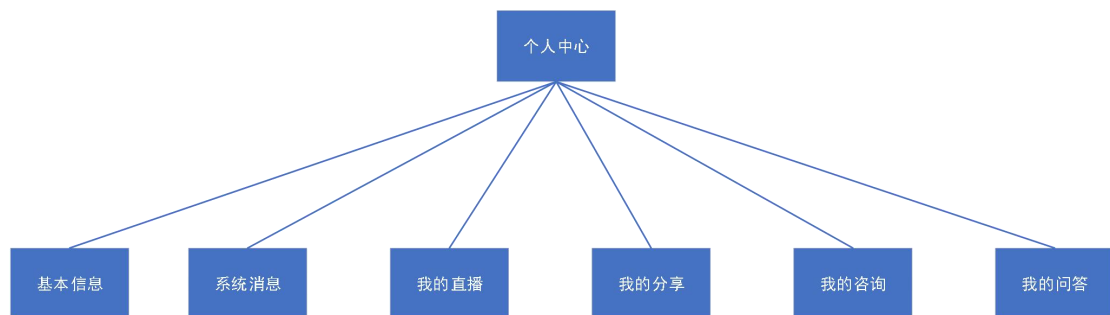 个人中心
基本信息
系统消息
我的直播
我的分享
我的咨询
我的问答